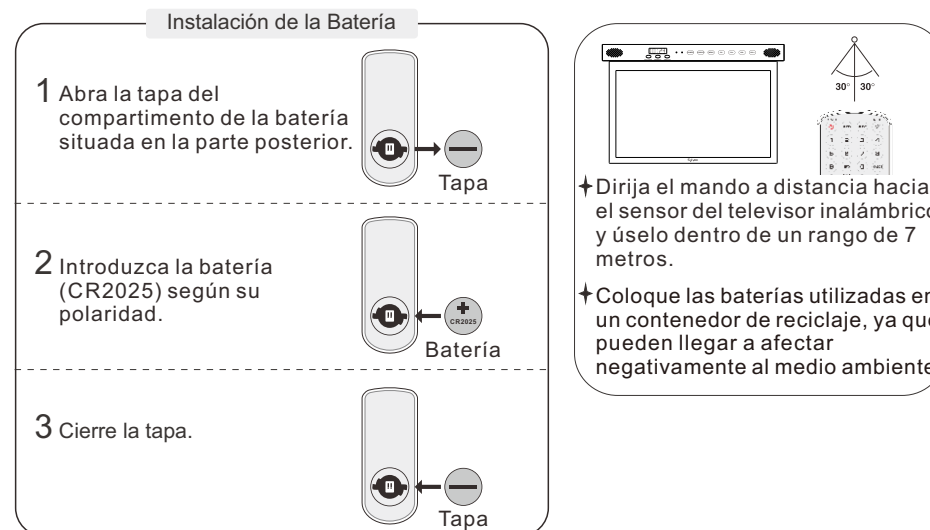 Instalación de la Batería
1 Abra la tapa del
compartimento de la batería
situada en la parte posterior.
Tapa
2 Introduzca la batería
(CR2025) según su
polaridad.
CR2025
Batería
3 Cierre la tapa.
Tapa
30° 30°
Dirija el mando a distancia hacia
el sensor del televisor inalámbrico
y úselo dentro de un rango de 7
metros.
Coloque las baterías utilizadas en
un contenedor de reciclaje, ya que
pueden llegar a afectar
negativamente al medio ambiente